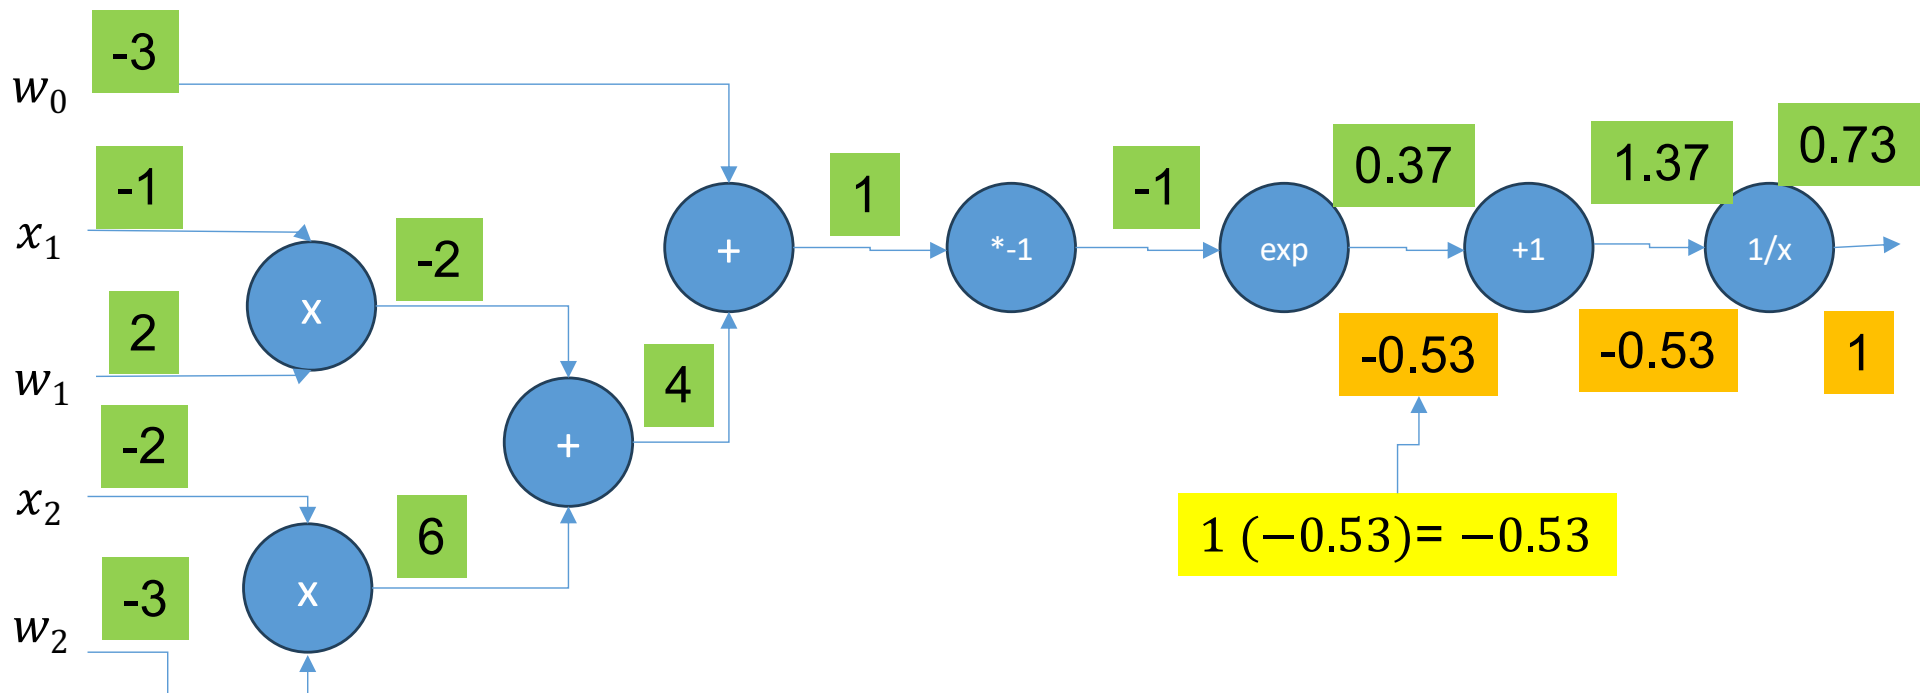 -3
w₀
-1
x₁
2
w₁
-2
x₂
-3
w₂
x
-2
x
6
+
4
+
1
*-1
-1
exp
0.37
+1
1.37
1/x
0.73
-0.53
-0.53
1
1 (−0.53)= −0.53